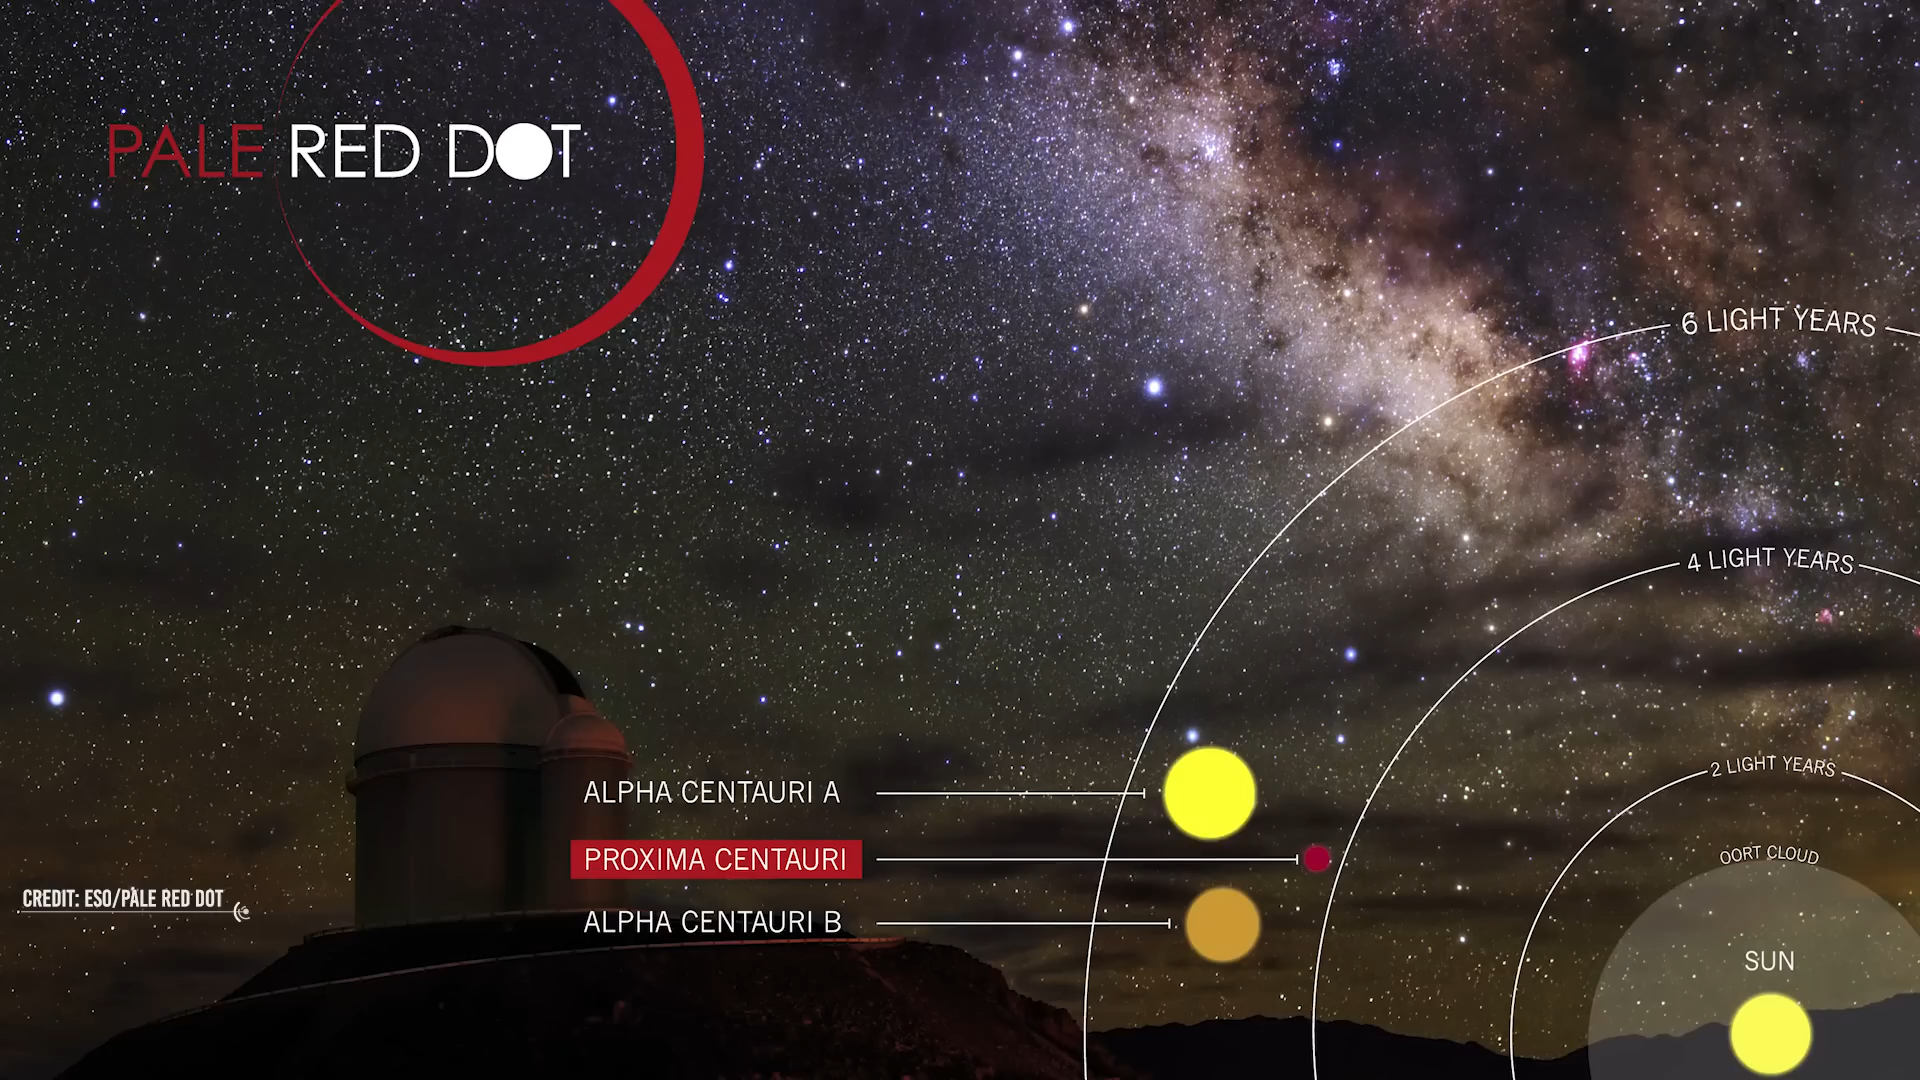 PALE RED DOT
6 LIGHT YEARS
4 LIGHT YEARS
2 LIGHT YEARS
ALPHA CENTAURI A
PROXIMA CENTAURI
OORT CLOUD
CREDIT: ESO/PALE RED DOT
ALPHA CENTAURI B
SUN